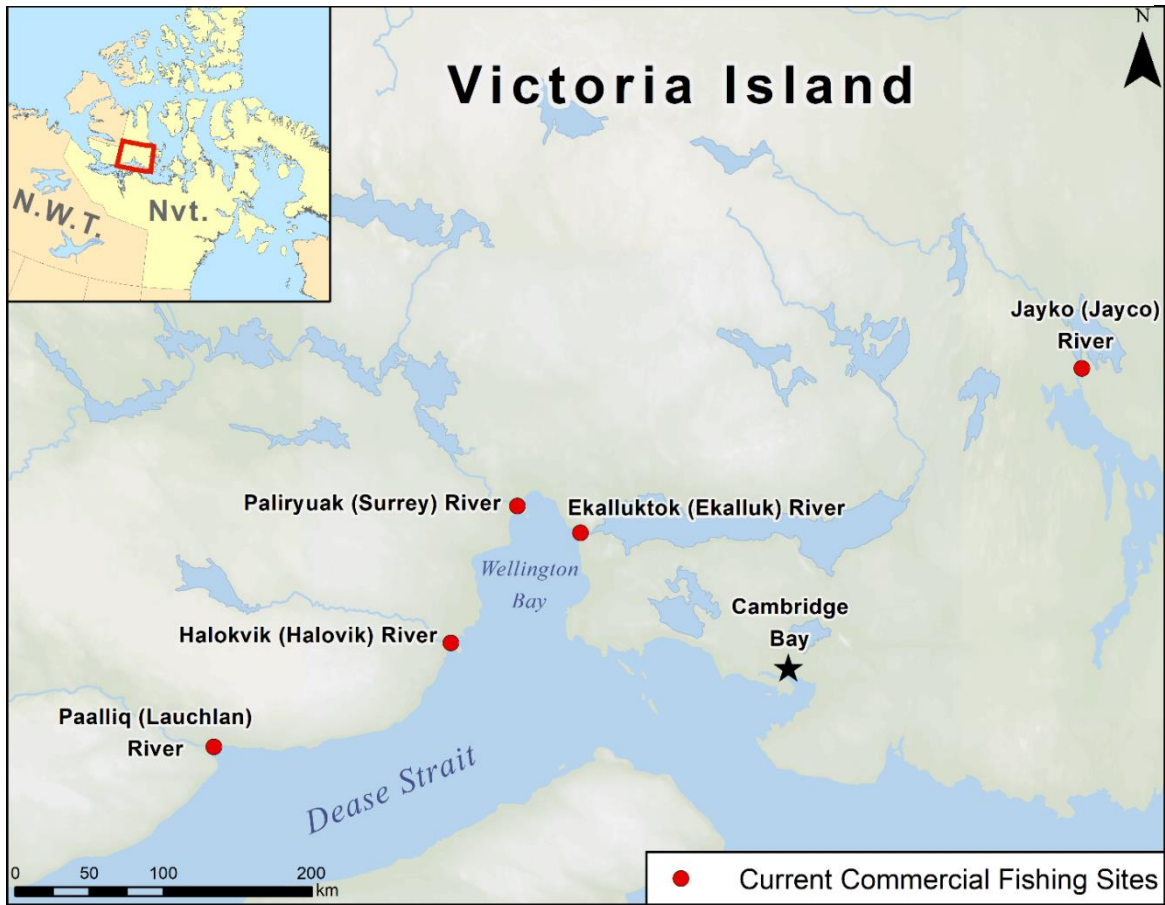 N
Victoria Island
N.W.T.
Nvt.
Jayko (Jayco)
River
Paliryuak (Surrey) River
Ekalluktok (Ekalluk) River
Wellington
Bay
Cambridge
Bay
Halokvik (Halovik) River
Paalliq (Lauchlan)
River
Dease Strait
0 50 100 200
km
Current Commercial Fishing Sites